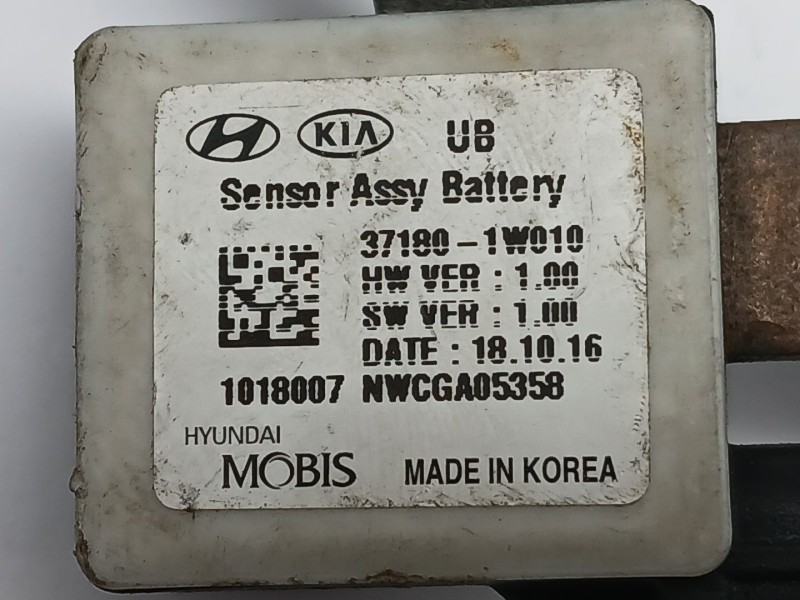 KIA UB
Sensor Assy Battery
37180-1W010
HW VER : 1.00
SW VER : 1.00
DATE : 18.10.16
1018007 NWCGA05358
HYUNDAI
MOBIS MADE IN KOREA